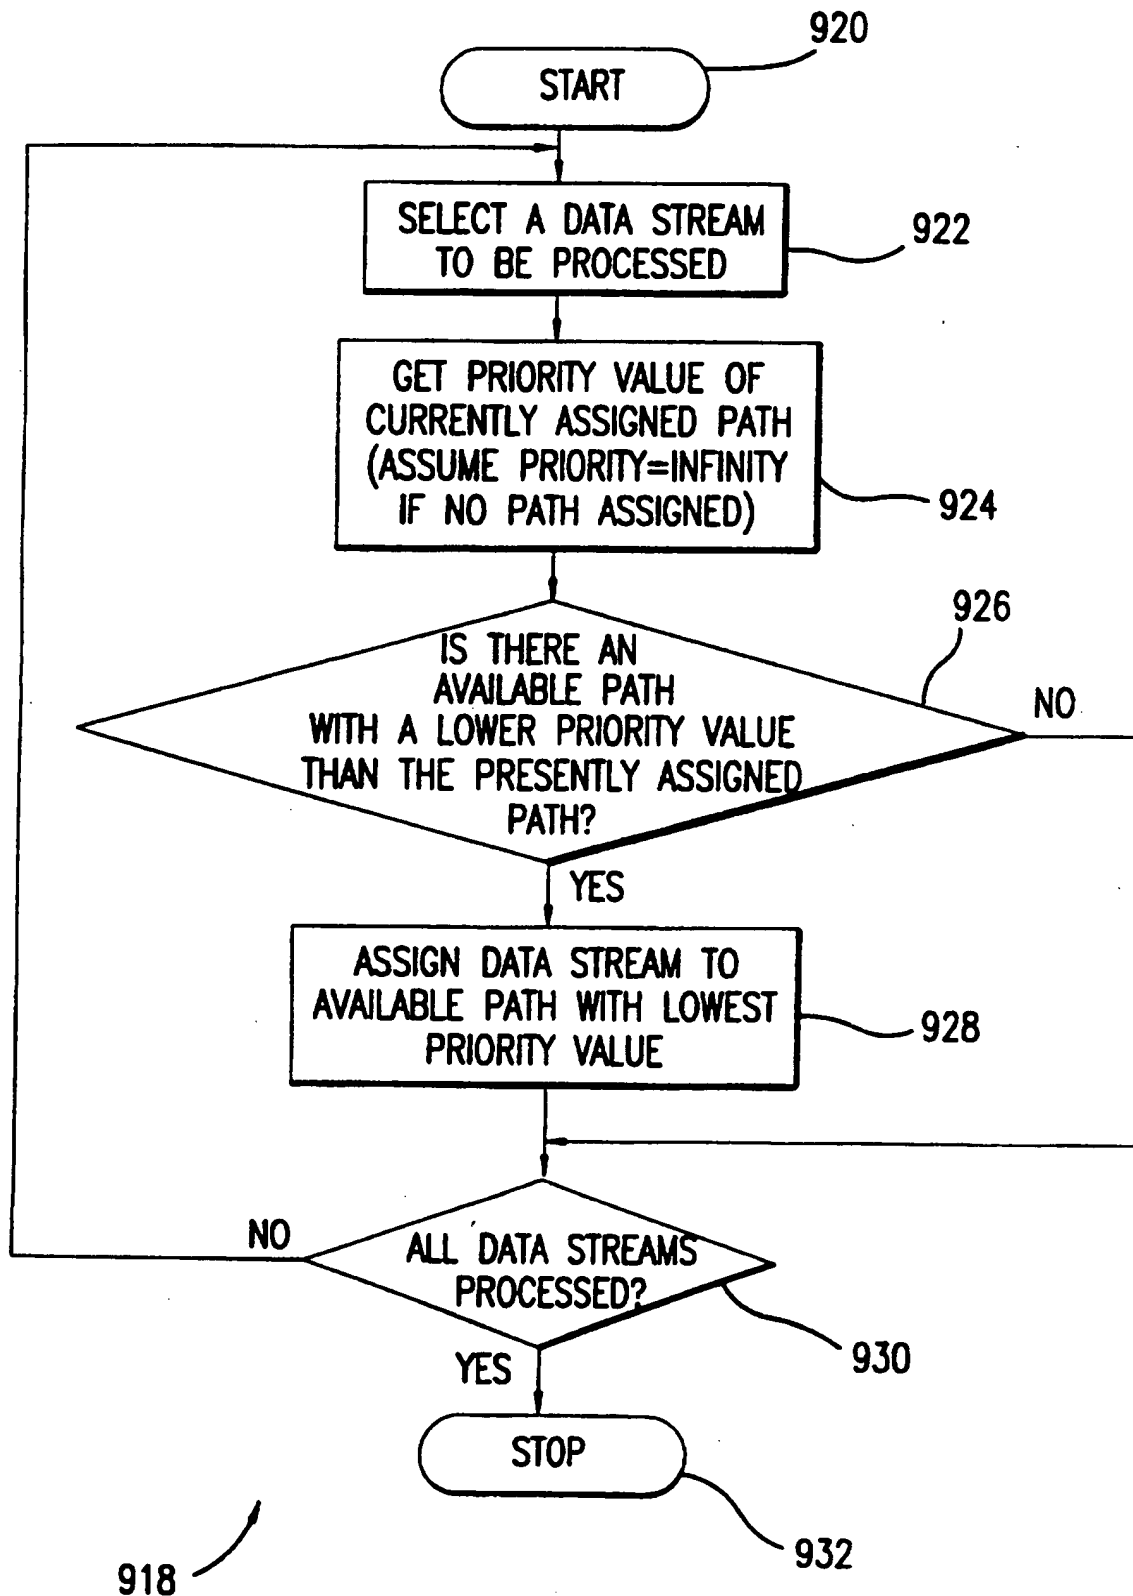 920
START
SELECT A DATA STREAM
TO BE PROCESSED
922
GET PRIORITY VALUE OF
CURRENTLY ASSIGNED PATH
(ASSUME PRIORITY=INFINITY
IF NO PATH ASSIGNED)
924
926
IS THERE AN
AVAILABLE PATH
WITH A LOWER PRIORITY VALUE
THAN THE PRESENTLY ASSIGNED
PATH?
NO
YES
ASSIGN DATA STREAM TO
AVAILABLE PATH WITH LOWEST
PRIORITY VALUE
928
NO
ALL DATA STREAMS
PROCESSED?
930
YES
STOP
932
918